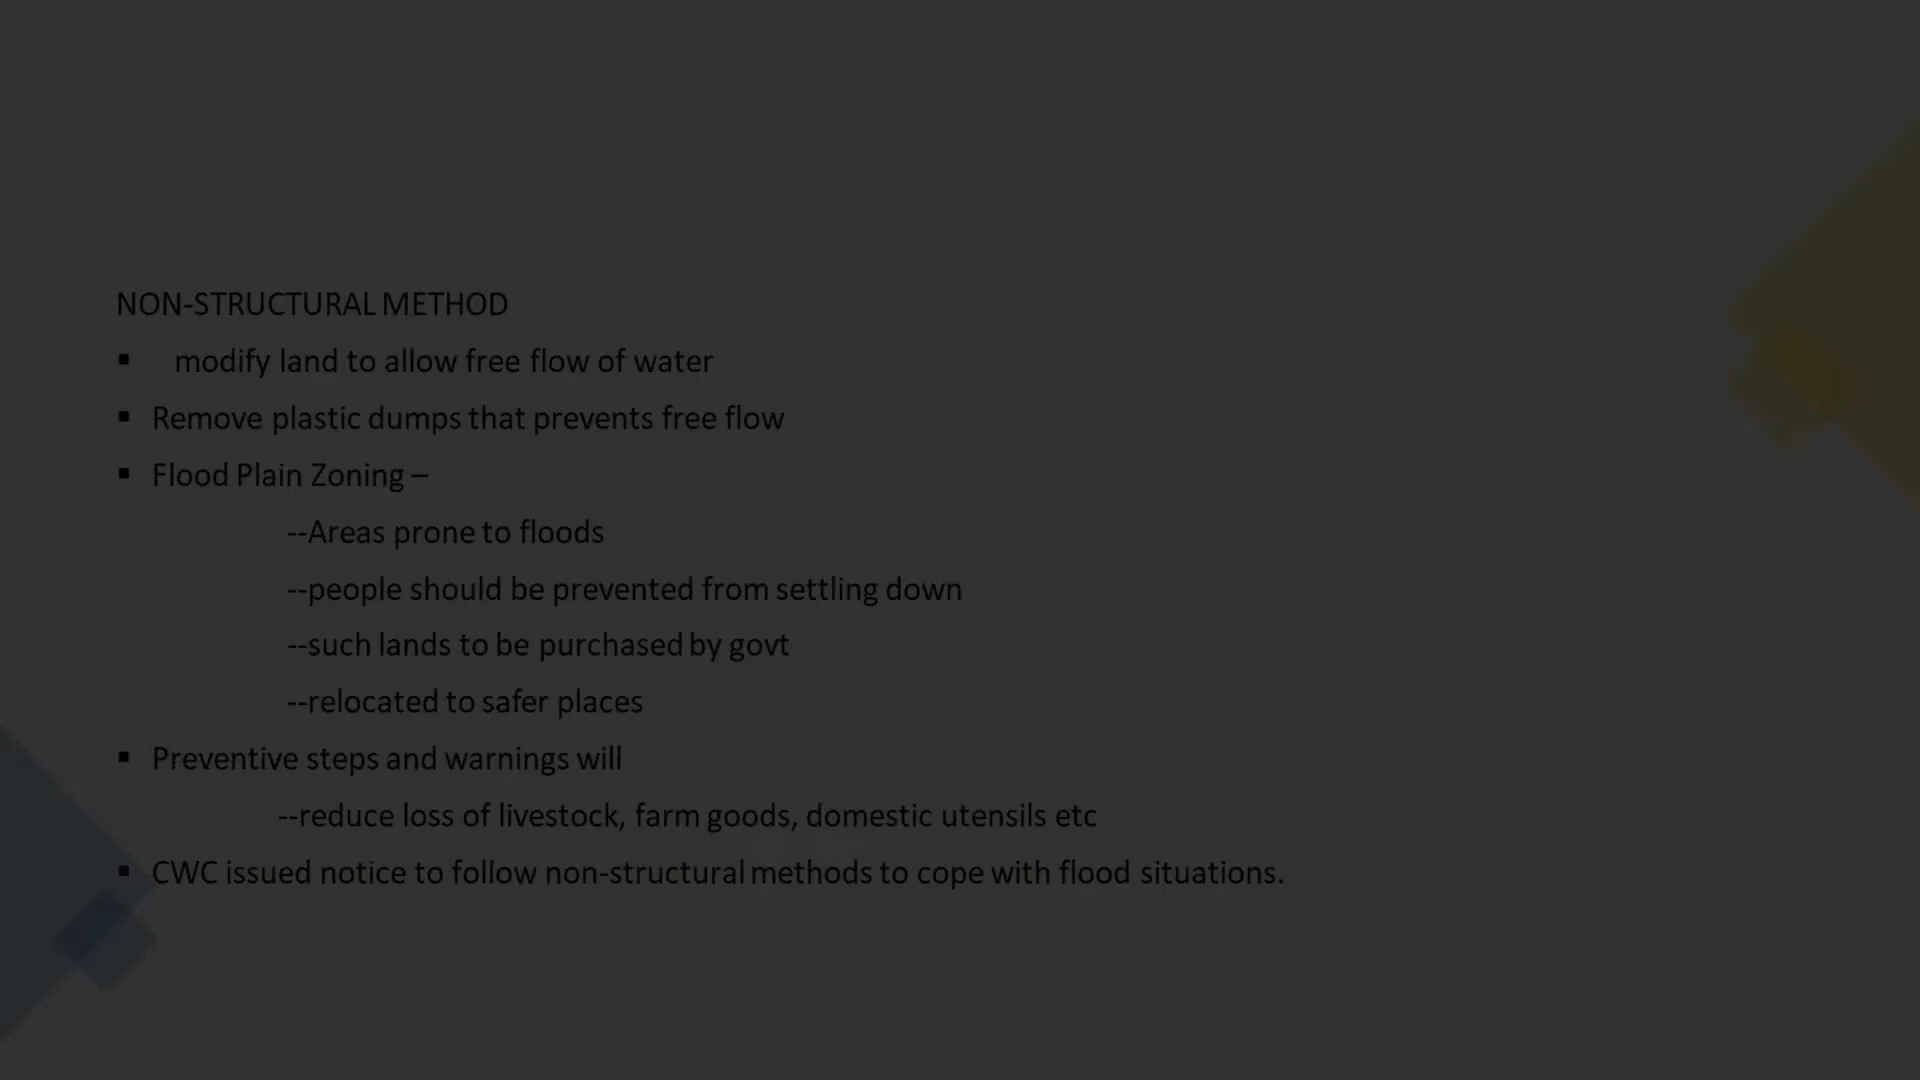 NON-STRUCTURAL METHOD
▪ modify land to allow free flow of water
▪ Remove plastic dumps that prevents free flow
▪ Flood Plain Zoning –
--Areas prone to floods
--people should be prevented from settling down
--such lands to be purchased by govt
--relocated to safer places
▪ Preventive steps and warnings will
--reduce loss of livestock, farm goods, domestic utensils etc
▪ CWC issued notice to follow non-structural methods to cope with flood situations.